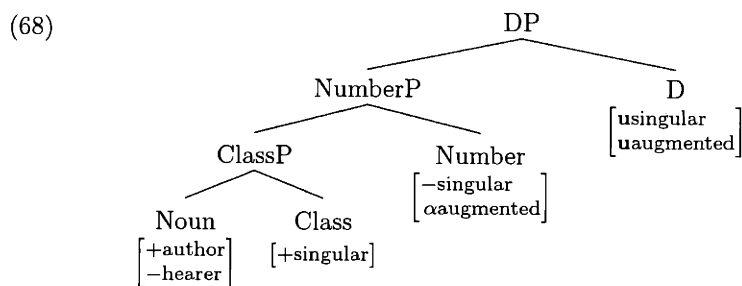 (68)
DP
NumberP
D
[usingular
uaugmented]
ClassP
Number
[−singular
αaugmented]
Noun
Class
[+author
−hearer]
[+singular]